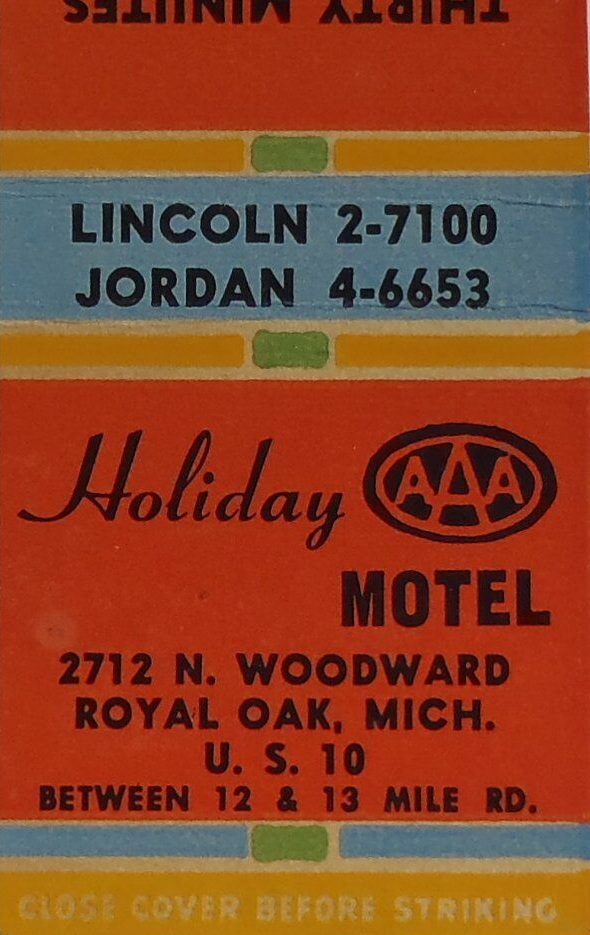 THIRTY MINUTES
LINCOLN 2-7100
JORDAN 4-6653
Holiday AAA
MOTEL
2712 N. WOODWARD
ROYAL OAK, MICH.
U. S. 10
BETWEEN 12 & 13 MILE RD.
CLOSE COVER BEFORE STRIKING